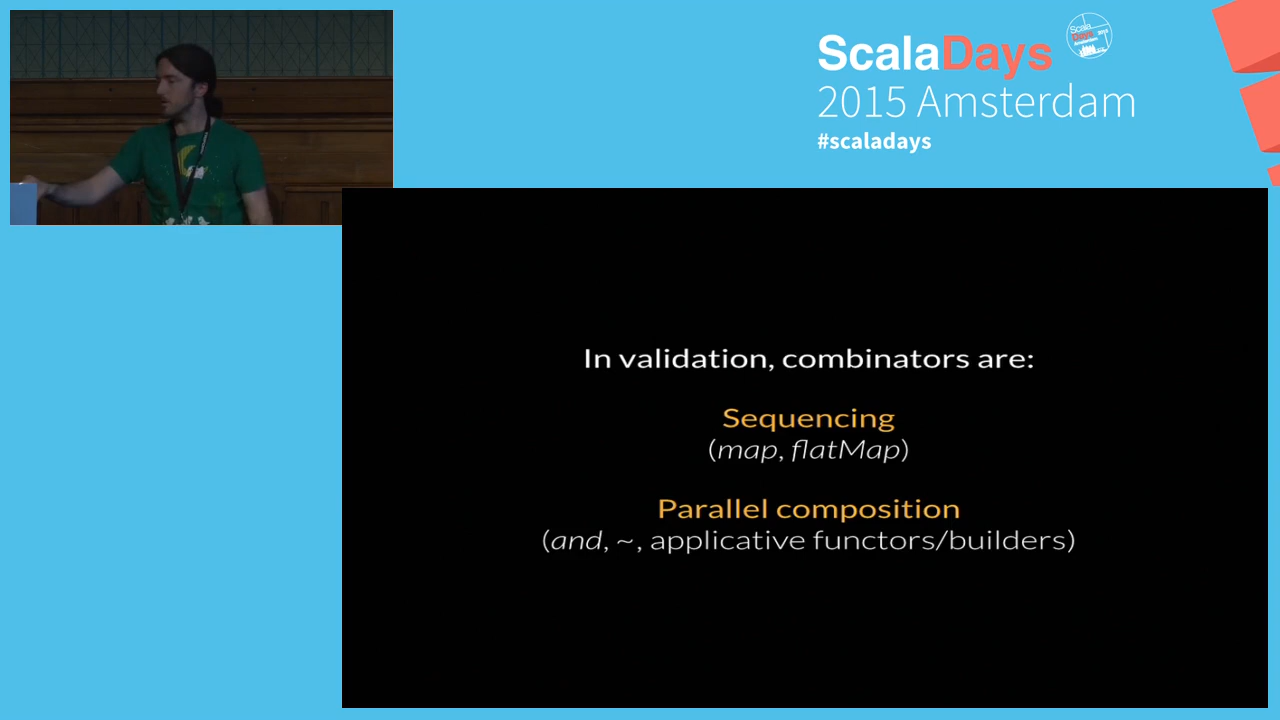 ScalaDays
2015 Amsterdam
#scaladays
In validation, combinators are:
Sequencing
(map, flatMap)
Parallel composition
(and, ~, applicative functors/builders)